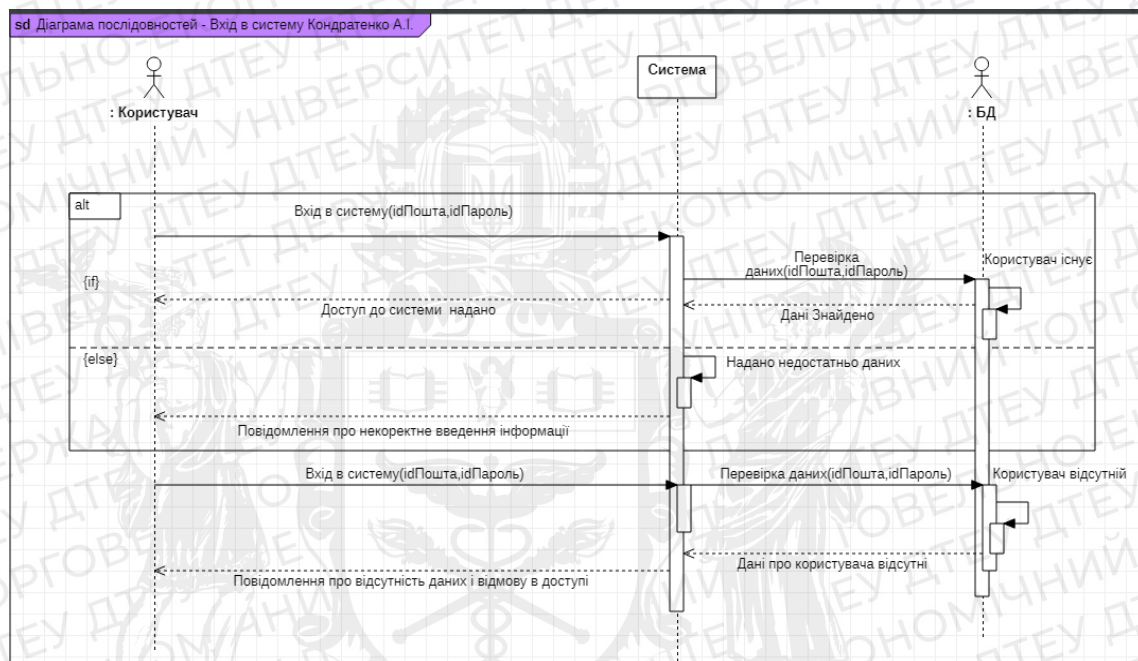 sd Діаграма послідовностей - Вхід в систему Кондратенко А.І.
: Користувач
Система
: БД
alt
Вхід в систему(idПошта,idПароль)
Перевірка
даних(idПошта,idПароль)
Користувач існує
{if}
Доступ до системи надано
Дані Знайдено
{else}
Надано недостатньо даних
Повідомлення про некоректне введення інформації
Вхід в систему(idПошта,idПароль)
Перевірка даних(idПошта,idПароль)
Користувач відсутній
Дані про користувача відсутні
Повідомлення про відсутність даних і відмову в доступі